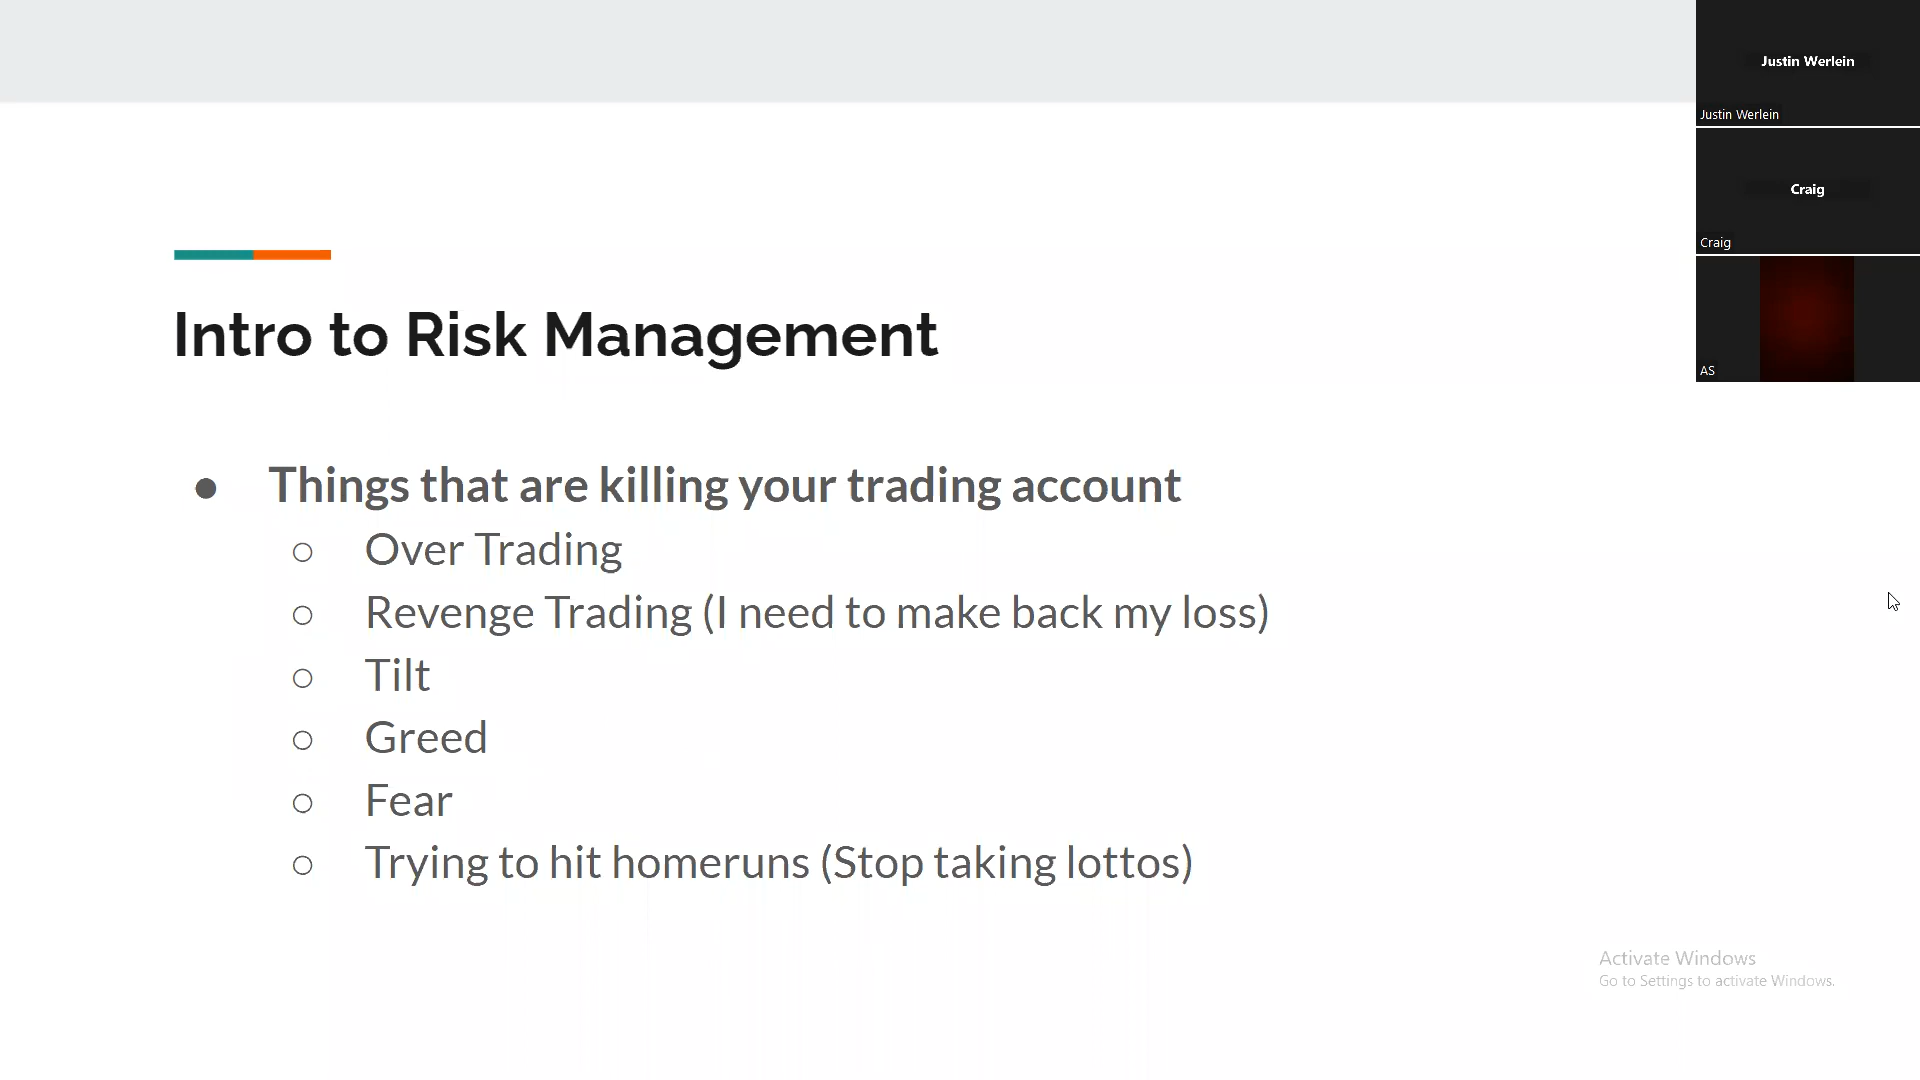 Justin Werlein
Justin Werlein
Craig
Craig
AS
Intro to Risk Management
● Things that are killing your trading account
○ Over Trading
○ Revenge Trading (I need to make back my loss)
○ Tilt
○ Greed
○ Fear
○ Trying to hit homeruns (Stop taking lottos)
Activate Windows
Go to Settings to activate Windows.